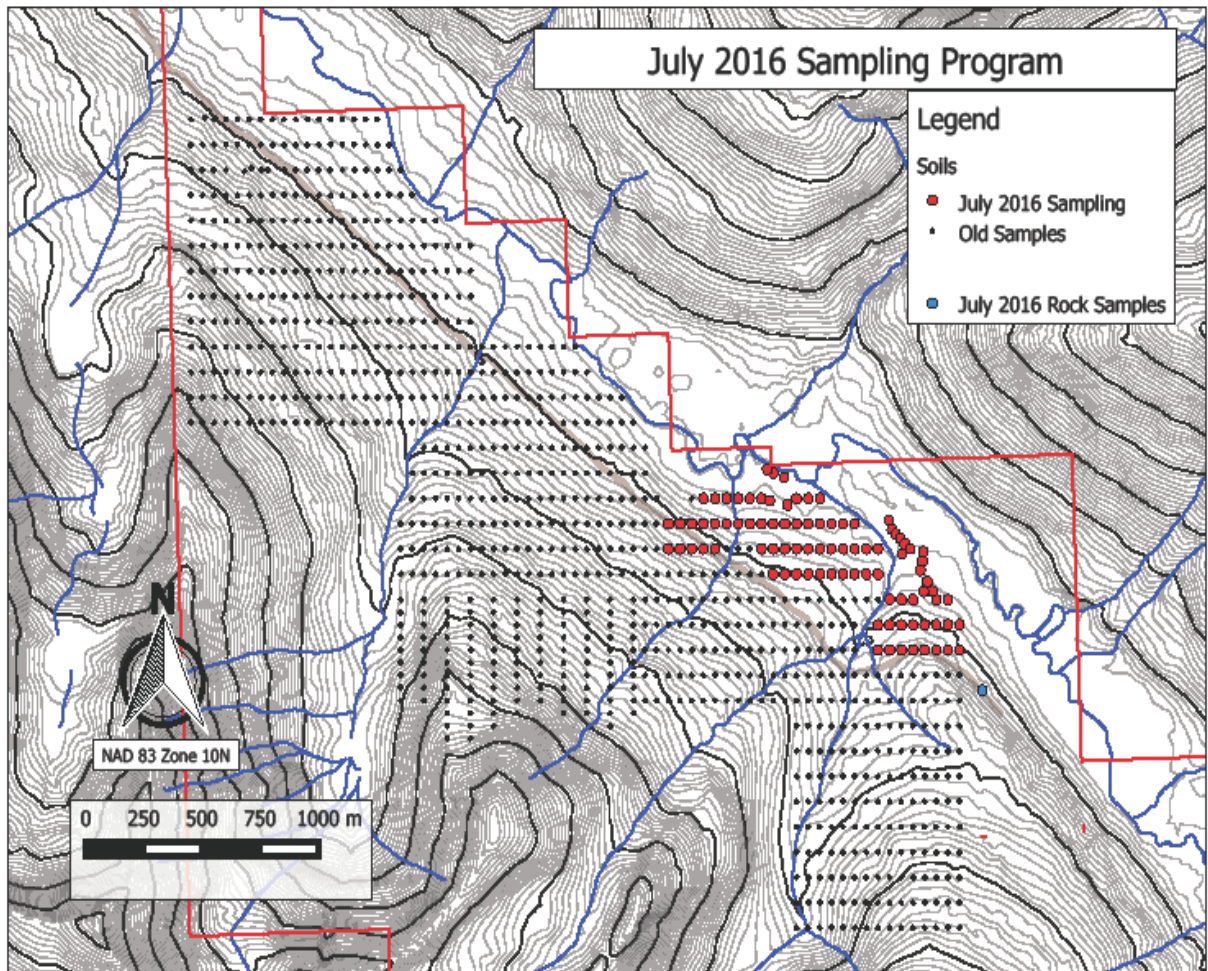 July 2016 Sampling Program
Legend
Soils
July 2016 Sampling
Old Samples
July 2016 Rock Samples
N
NAD 83 Zone 10N
0 250 500 750 1000 m